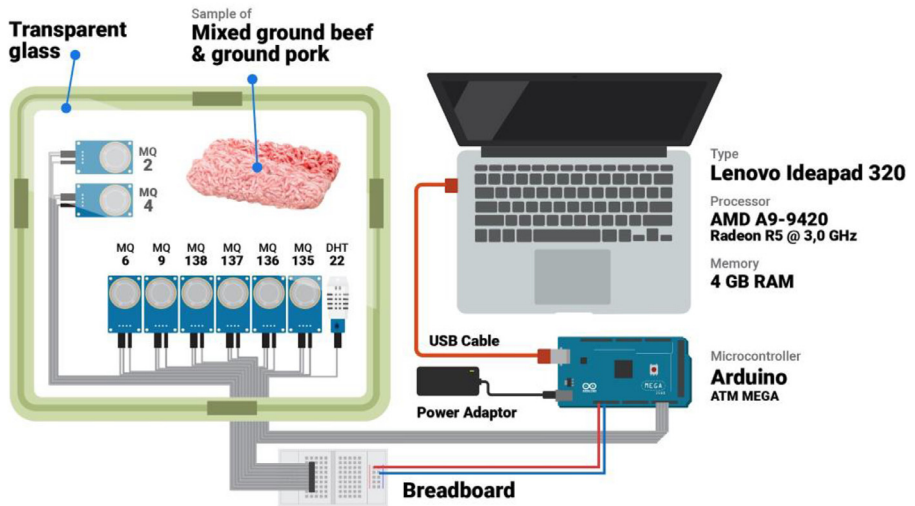 Transparent
glass
Sample of
Mixed ground beef
& ground pork
MQ
2
MQ
4
MQ
6
MQ
9
MQ
138
MQ
137
MQ
136
MQ
135
DHT
22
Type
Lenovo Ideapad 320
Processor
AMD A9-9420
Radeon R5 @ 3,0 GHz
Memory
4 GB RAM
USB Cable
Power Adaptor
MEGA
Microcontroller
Arduino
ATM MEGA
Breadboard